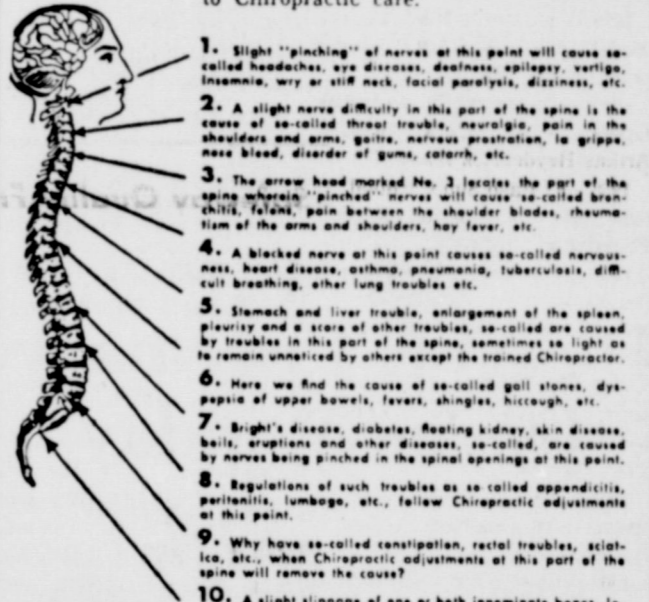 to Chiropractic care.
1. Slight "pinching" of nerves at this point will cause so-
called headaches, eye diseases, deafness, epilepsy, vertigo,
insomnia, wry or stiff neck, facial paralysis, dizziness, etc.
2. A slight nerve difficulty in this part of the spine is the
cause of so-called throat trouble, neuralgia, pain in the
shoulders and arms, goitre, nervous prostration, la grippe,
nose bleed, disorder of gums, catarrh, etc.
3. The arrow head marked No. 3 locates the part of the
spine wherein "pinched" nerves will cause so-called bron-
chitis, felons, pain between the shoulder blades, rheuma-
tism of the arms and shoulders, hay fever, etc.
4. A blocked nerve at this point causes so-called nervous-
ness, heart disease, asthma, pneumonia, tuberculosis, diffi-
cult breathing, other lung troubles etc.
5. Stomach and liver trouble, enlargement of the spleen,
pleurisy and a score of other troubles, so-called are caused
by troubles in this part of the spine, sometimes so light as
to remain unnoticed by others except the trained Chiropractor.
6. Here we find the cause of so-called gall stones, dys-
pepsia of upper bowels, fevers, shingles, hiccough, etc.
7. Bright's disease, diabetes, floating kidney, skin disease,
boils, eruptions and other diseases, so-called, are caused
by nerves being pinched in the spinal openings at this point.
8. Regulations of such troubles as so called appendicitis,
peritonitis, lumbago, etc., follow Chiropractic adjustments
at this point.
9. Why have so-called constipation, rectal troubles, sciat-
ica, etc., when Chiropractic adjustments at this part of the
spine will remove the cause?
10. A slight slippage of one or both innominate bones